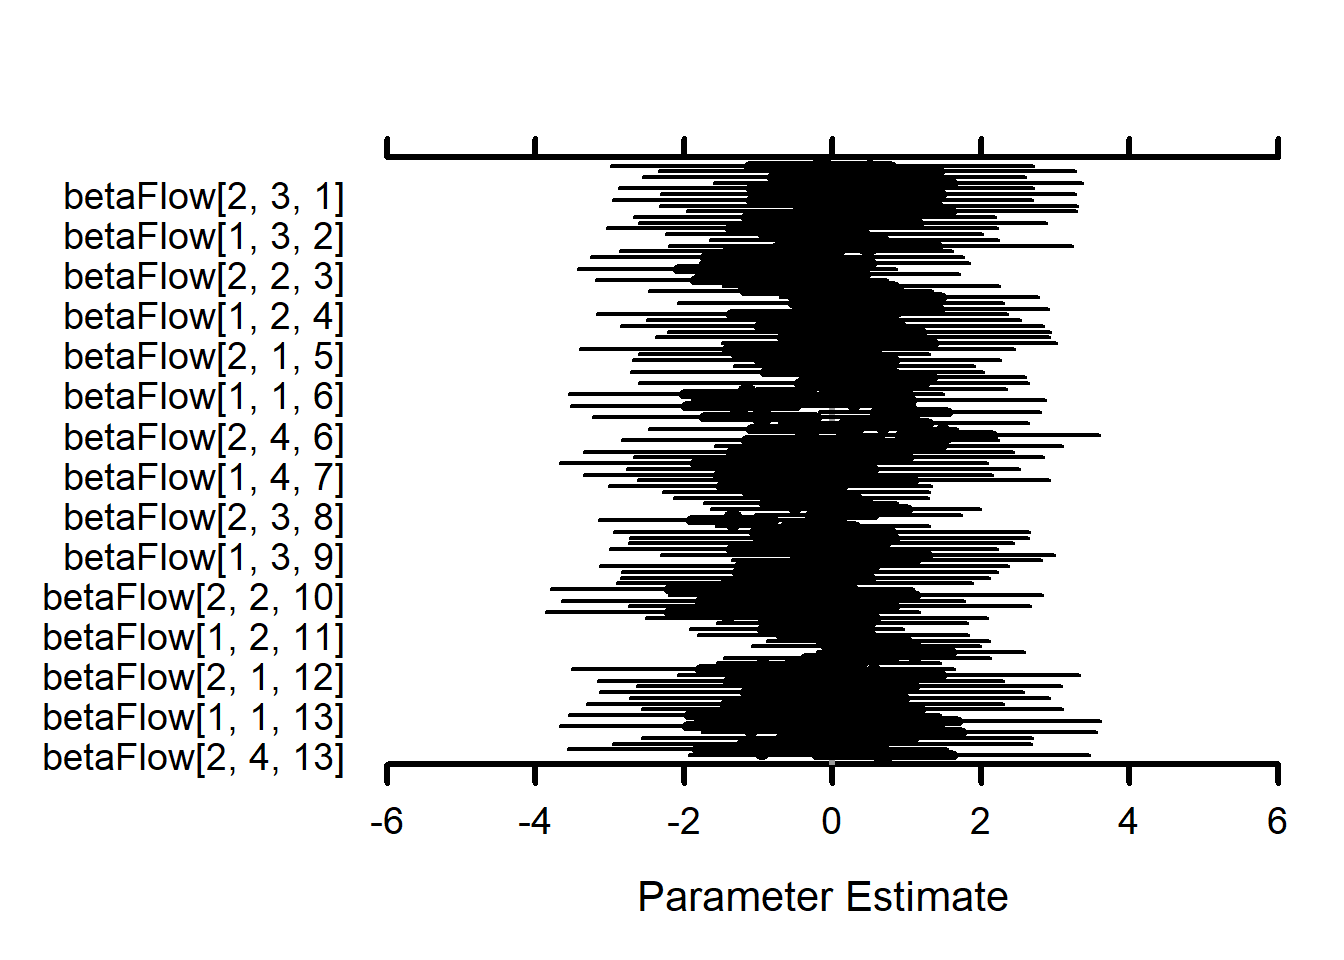 betaFlow[2, 3, 1]
betaFlow[1, 3, 2]
betaFlow[2, 2, 3]
betaFlow[1, 2, 4]
betaFlow[2, 1, 5]
betaFlow[1, 1, 6]
betaFlow[2, 4, 6]
betaFlow[1, 4, 7]
betaFlow[2, 3, 8]
betaFlow[1, 3, 9]
betaFlow[2, 2, 10]
betaFlow[1, 2, 11]
betaFlow[2, 1, 12]
betaFlow[1, 1, 13]
betaFlow[2, 4, 13]
-6 -4 -2 0 2 4 6
Parameter Estimate